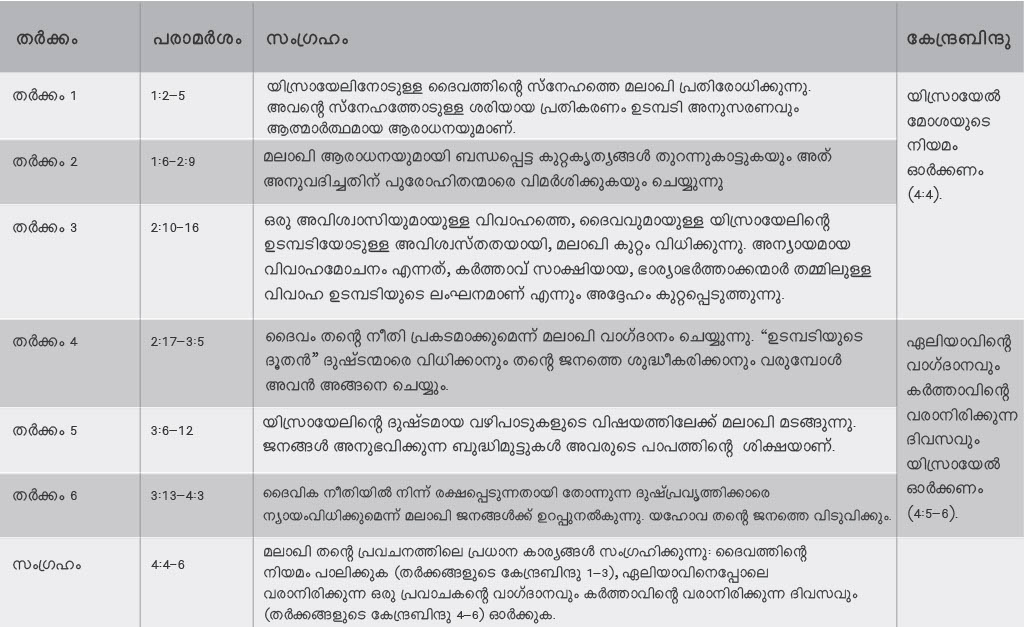 തർക്കം
പരാമർശം
സംഗ്രഹം
കേന്ദ്രബിന്ദു
തർക്കം 1
1:2–5
യിസ്രായേലിനോടുള്ള ദൈവത്തിന്റെ സ്നേഹത്തെ മലാഖി പ്രതിരോധിക്കുന്നു.
അവന്റെ സ്നേഹത്തോടുള്ള ശരിയായ പ്രതികരണം ഉടമ്പടി അനുസരണവും
ആത്മാർത്ഥമായ ആരാധനയുമാണ്.
യിസ്രായേൽ
മോശയുടെ
നിയമം
ഓർക്കണം
(4:4).
തർക്കം 2
1:6–2:9
മലാഖി ആരാധനയുമായി ബന്ധപ്പെട്ട കുറ്റകൃത്യങ്ങൾ തുറന്നുകാട്ടുകയും അത്
അനുവദിച്ചതിന് പുരോഹിതന്മാരെ വിമർശിക്കുകയും ചെയ്യുന്നു
തർക്കം 3
2:10–16
ഒരു അവിശ്വാസിയുമായുള്ള വിവാഹത്തെ, ദൈവവുമായുള്ള യിസ്രായേലിന്റെ
ഉടമ്പടിയോടുള്ള അവിശ്വസ്തതയായി, മലാഖി കുറ്റം വിധിക്കുന്നു. അന്യായമായ
വിവാഹമോചനം എന്നത്, കർത്താവ് സാക്ഷിയായ, ഭാര്യാഭർത്താക്കന്മാർ തമ്മിലുള്ള
വിവാഹ ഉടമ്പടിയുടെ ലംഘനമാണ് എന്നും അദ്ദേഹം കുറ്റപ്പെടുത്തുന്നു.
തർക്കം 4
2:17–3:5
ദൈവം തന്റെ നീതി പ്രകടമാക്കുമെന്ന് മലാഖി വാഗ്ദാനം ചെയ്യുന്നു. “ഉടമ്പടിയുടെ
ദൂതൻ” ദുഷ്ടന്മാരെ വിധിക്കാനും തന്റെ ജനത്തെ ശുദ്ധീകരിക്കാനും വരുമ്പോൾ
അവൻ അങ്ങനെ ചെയ്യും.
ഏലിയാവിന്റെ
വാഗ്ദാനവും
കർത്താവിന്റെ
വരാനിരിക്കുന്ന
ദിവസവും
യിസ്രായേൽ
ഓർക്കണം
(4:5–6).
തർക്കം 5
3:6–12
യിസ്രായേലിന്റെ ദുഷ്ടമായ വഴിപാടുകളുടെ വിഷയത്തിലേക്ക് മലാഖി മടങ്ങുന്നു.
ജനങ്ങൾ അനുഭവിക്കുന്ന ബുദ്ധിമുട്ടുകൾ അവരുടെ പാപത്തിന്റെ ശിക്ഷയാണ്.
തർക്കം 6
3:13–4:3
ദൈവിക നീതിയിൽ നിന്ന് രക്ഷപ്പെടുന്നതായി തോന്നുന്ന ദുഷ്പ്രവൃത്തിക്കാരെ
ന്യായംവിധിക്കുമെന്ന് മലാഖി ജനങ്ങൾക്ക് ഉറപ്പുനൽകുന്നു. യഹോവ തന്റെ ജനത്തെ വിടുവിക്കും.
സംഗ്രഹം
4:4–6
മലാഖി തന്റെ പ്രവചനത്തിലെ പ്രധാന കാര്യങ്ങൾ സംഗ്രഹിക്കുന്നു: ദൈവത്തിന്റെ
നിയമം പാലിക്കുക (തർക്കങ്ങളുടെ കേന്ദ്രബിന്ദു 1–3), ഏലിയാവിനെപ്പോലെ
വരാനിരിക്കുന്ന ഒരു പ്രവാചകന്റെ വാഗ്ദാനവും കർത്താവിന്റെ വരാനിരിക്കുന്ന ദിവസവും
(തർക്കങ്ങളുടെ കേന്ദ്രബിന്ദു 4–6) ഓർക്കുക.